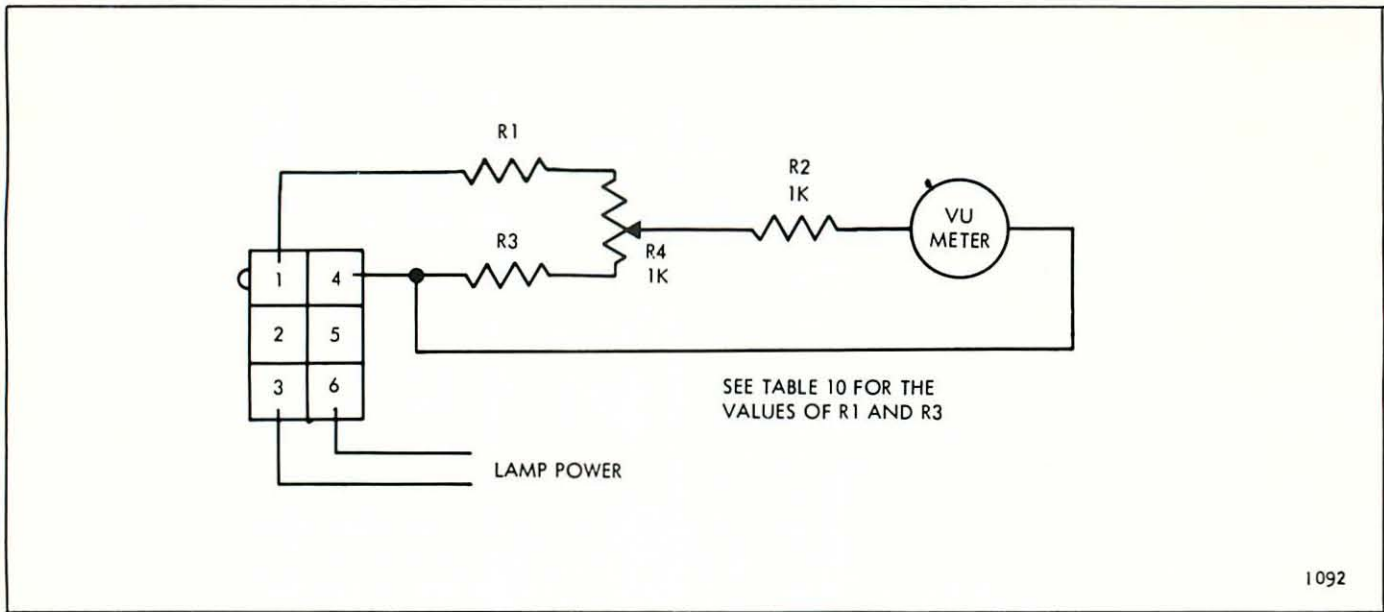 R1
R2
1K
VU
METER
R3
R4
1K
1 4
2 5
3 6
SEE TABLE 10 FOR THE
VALUES OF R1 AND R3
LAMP POWER
1092